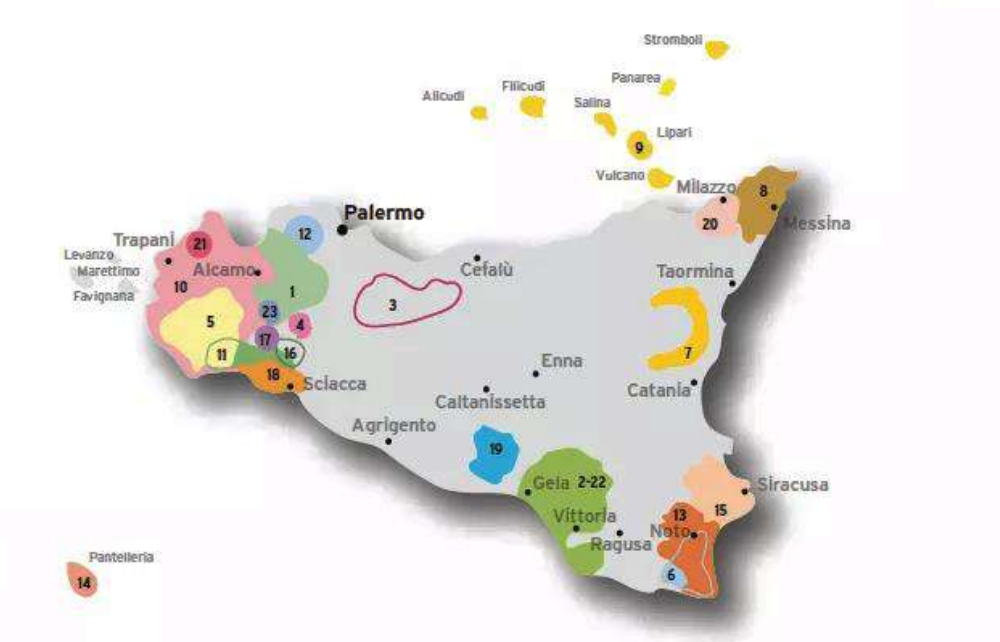 Stromboli
Panarea
Filicudi
Alicudi
Salina
Lipari
9
Vulcano
Milazzo
8
20
Messina
Palermo
12
Trapani
21
Levanzo
Marettimo
Favignana
Alcamo
10
1
Cefalù
Taormina
3
5
23
4
17
11
16
7
18
Sciacca
Enna
Caltanissetta
Catania
Agrigento
19
Gela 2-22
Siracusa
Vittoria
13
15
Noto
Ragusa
6
Pantelleria
14